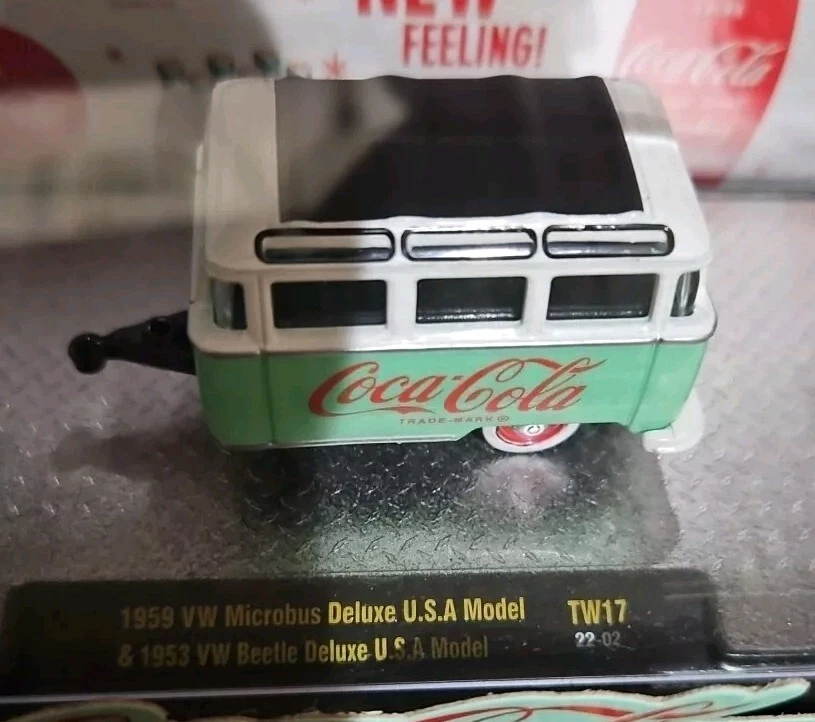 NEW
FEELING!
Coca-Cola
Coca-Cola
TRADE-MARK ®
1959 VW Microbus Deluxe U.S.A Model TW17
& 1953 VW Beetle Deluxe U.S.A Model 22-02